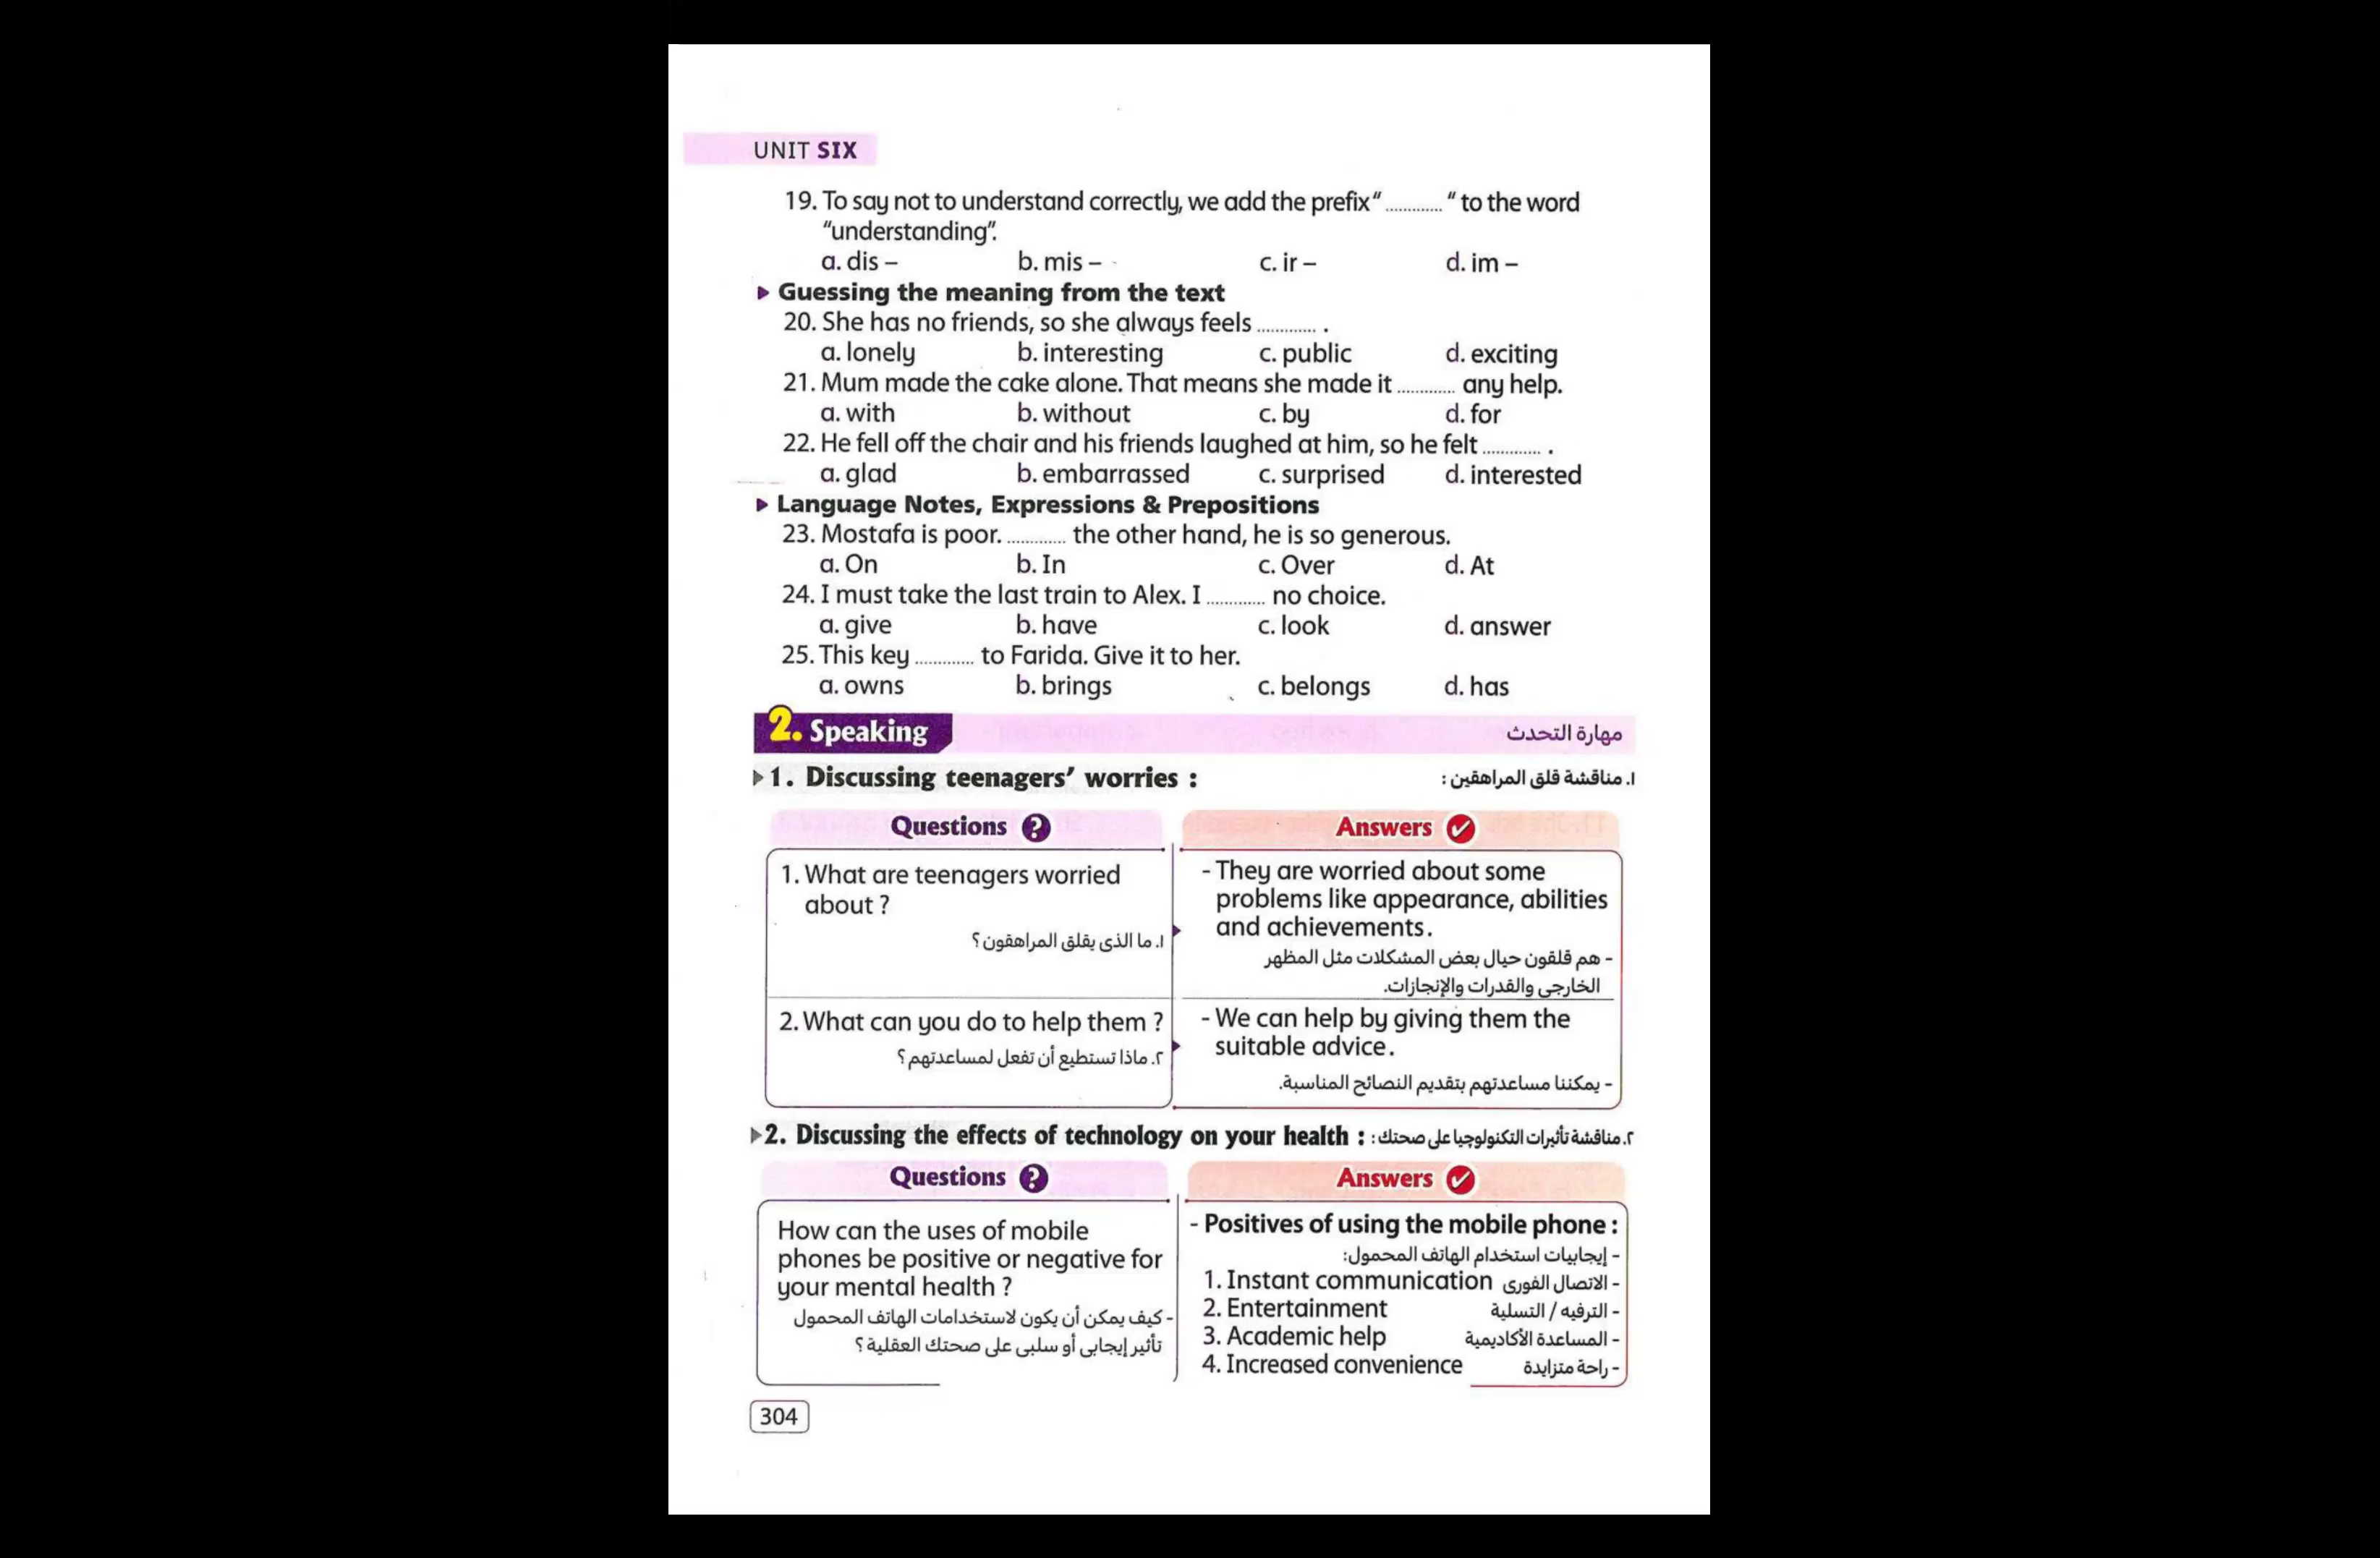 UNIT SIX
19. To say not to understand correctly, we add the prefix " ............ " to the word
"understanding".
a. dis – b. mis – c. ir – d. im –
Guessing the meaning from the text
20. She has no friends, so she always feels ............ .
a. lonely b. interesting c. public d. exciting
21. Mum made the cake alone. That means she made it ............ any help.
a. with b. without c. by d. for
22. He fell off the chair and his friends laughed at him, so he felt ............ .
a. glad b. embarrassed c. surprised d. interested
Language Notes, Expressions & Prepositions
23. Mostafa is poor. ............ the other hand, he is so generous.
a. On b. In c. Over d. At
24. I must take the last train to Alex. I ............ no choice.
a. give b. have c. look d. answer
25. This key ............ to Farida. Give it to her.
a. owns b. brings c. belongs d. has
2. Speaking مهارة التحدث
1. Discussing teenagers' worries : ١. مناقشة قلق المراهقين :
Questions ? Answers
1. What are teenagers worried
about ?
١. ما الذى يقلق المراهقون ؟
- They are worried about some
problems like appearance, abilities
and achievements.
- هم قلقون حيال بعض المشكلات مثل المظهر
الخارجى والقدرات والإنجازات.
2. What can you do to help them ?
٢. ماذا تستطيع أن تفعل لمساعدتهم ؟
- We can help by giving them the
suitable advice.
- يمكننا مساعدتهم بتقديم النصائح المناسبة.
2. Discussing the effects of technology on your health : ٢. مناقشة تأثيرات التكنولوجيا على صحتك :
Questions ? Answers
How can the uses of mobile
phones be positive or negative for
your mental health ?
- كيف يمكن أن يكون لاستخدامات الهاتف المحمول
تأثير إيجابى أو سلبى على صحتك العقلية ؟
- Positives of using the mobile phone :
- إيجابيات استخدام الهاتف المحمول:
1. Instant communication - الاتصال الفورى
2. Entertainment - الترفيه / التسلية
3. Academic help - المساعدة الأكاديمية
4. Increased convenience - راحة متزايدة
304